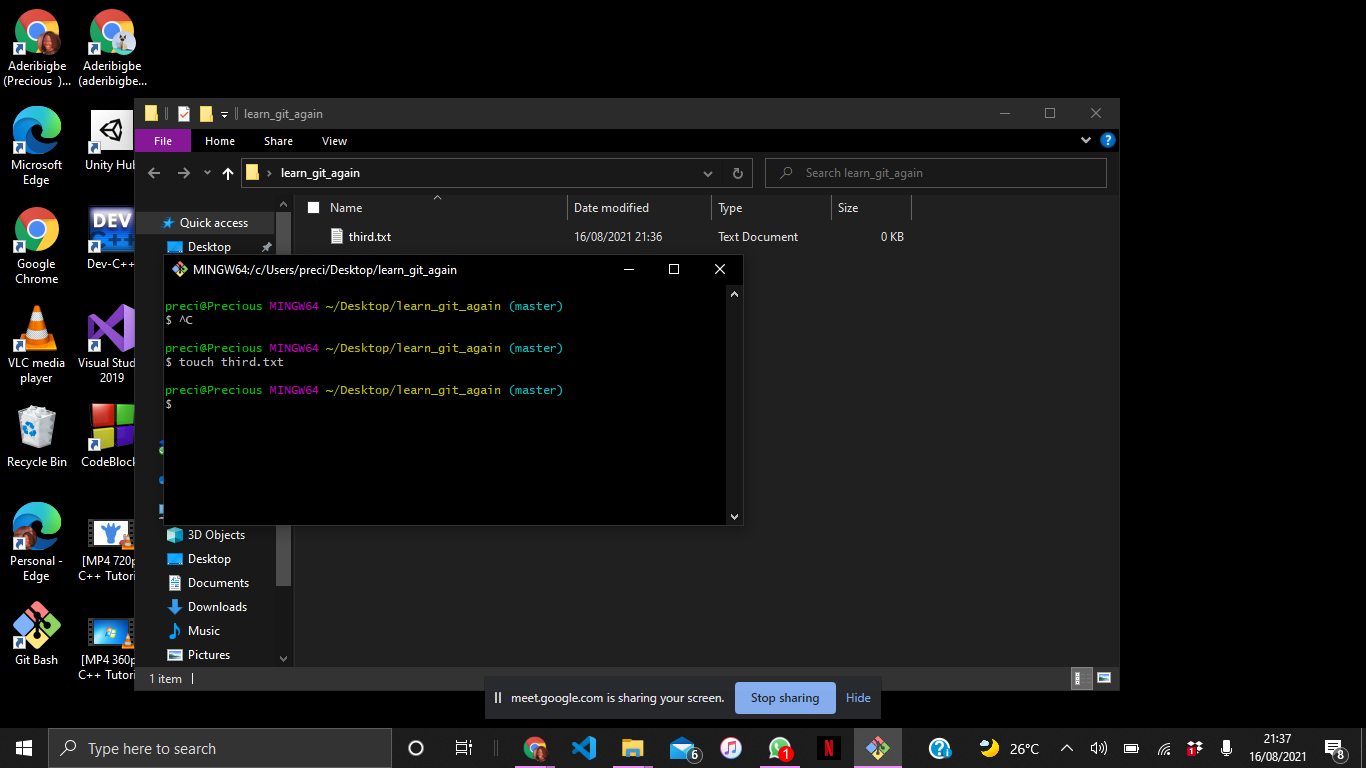 Aderibigbe
(Precious )...
Aderibigbe
(aderibigbe...
Microsoft
Edge
Unity Hub
Google
Chrome
DEV
Dev-C++
VLC media
player
Visual Stud
2019
Recycle Bin
CodeBlock
Personal -
Edge
[MP4 720p
C++ Tutori
Git Bash
[MP4 360p
C++ Tutori
learn_git_again
File Home Share View
learn_git_again
Search learn_git_again
Name Date modified Type Size
third.txt 16/08/2021 21:36 Text Document 0 KB
Quick access
Desktop
MINGW64:/c/Users/preci/Desktop/learn_git_again
preci@Precious MINGW64 ~/Desktop/learn_git_again (master)
$ ^C
preci@Precious MINGW64 ~/Desktop/learn_git_again (master)
$ touch third.txt
preci@Precious MINGW64 ~/Desktop/learn_git_again (master)
$
3D Objects
Desktop
Documents
Downloads
Music
Pictures
1 item
meet.google.com is sharing your screen. Stop sharing Hide
Type here to search
6
1
N
26°C
1
21:37
16/08/2021
8